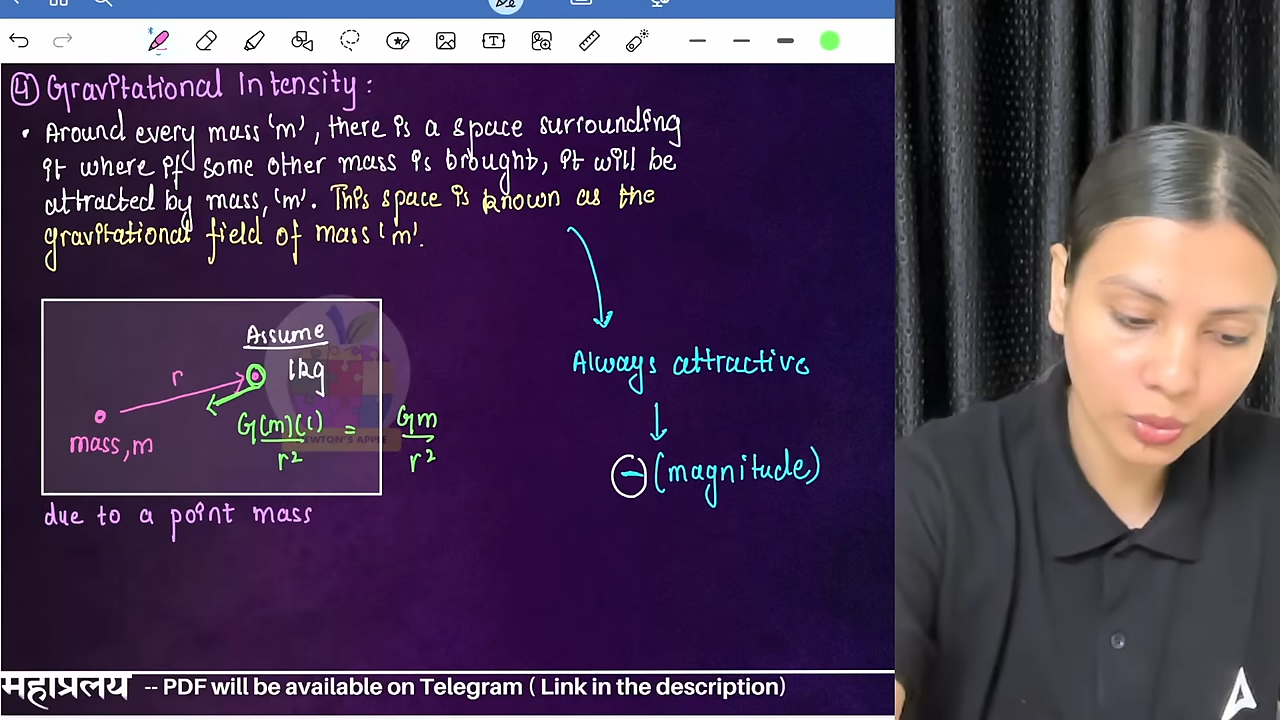 ④ Gravitational Intensity:
• Around every mass 'm', there is a space surrounding
it where if some other mass is brought, it will be
attracted by mass, 'm'. This space is known as the
gravitational field of mass 'm'.
Assume
1kg
r
mass, m
G(m)(1)/r² = Gm/r²
NEWTON'S APPLE
due to a point mass
Always attractive
⊖ (magnitude)
महाप्रलय -- PDF will be available on Telegram ( Link in the description)